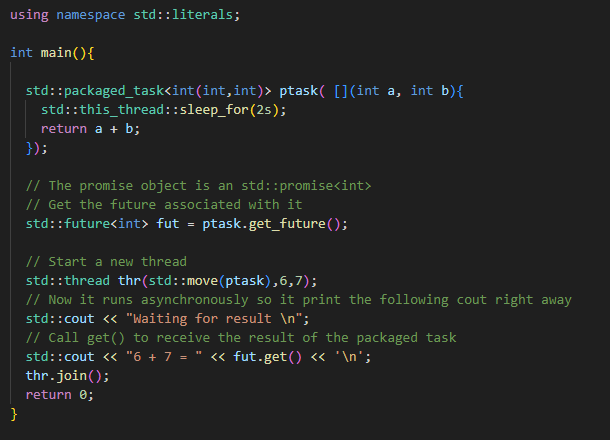 using namespace std::literals;
int main(){
std::packaged_task<int(int,int)> ptask( [](int a, int b){
std::this_thread::sleep_for(2s);
return a + b;
});
// The promise object is an std::promise<int>
// Get the future associated with it
std::future<int> fut = ptask.get_future();
// Start a new thread
std::thread thr(std::move(ptask),6,7);
// Now it runs asynchronously so it print the following cout right away
std::cout << "Waiting for result \n";
// Call get() to receive the result of the packaged task
std::cout << "6 + 7 = " << fut.get() << '\n';
thr.join();
return 0;
}